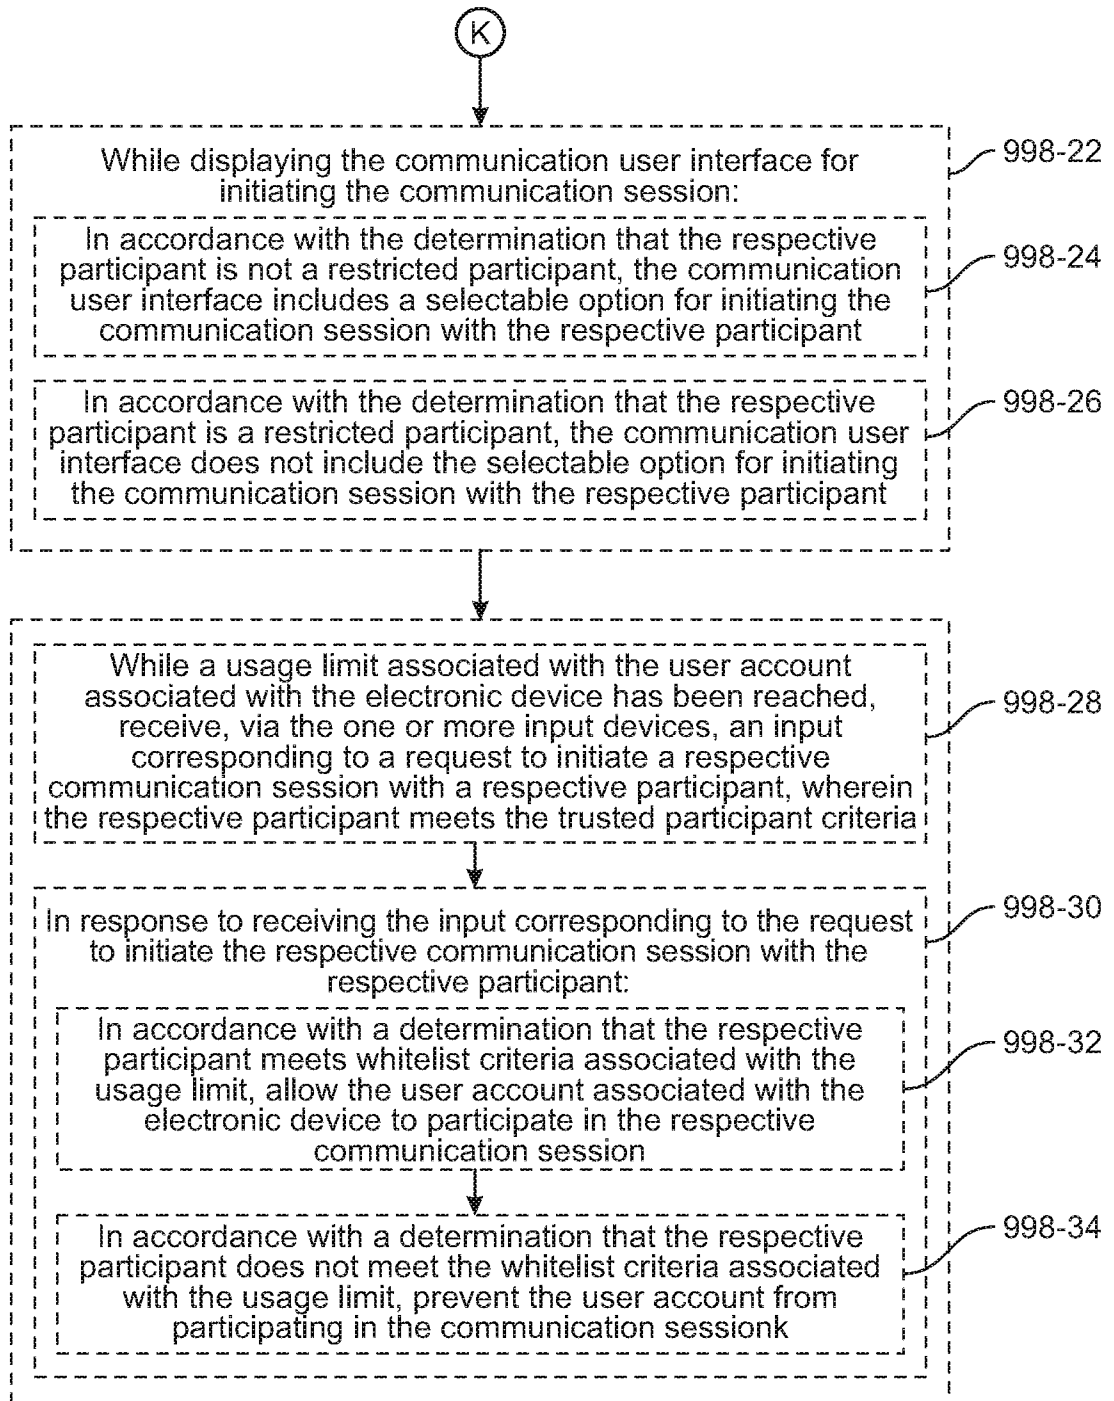 K
While displaying the communication user interface for
initiating the communication session:
998-22
In accordance with the determination that the respective
participant is not a restricted participant, the communication
user interface includes a selectable option for initiating the
communication session with the respective participant
998-24
In accordance with the determination that the respective
participant is a restricted participant, the communication user
interface does not include the selectable option for initiating
the communication session with the respective participant
998-26
While a usage limit associated with the user account
associated with the electronic device has been reached,
receive, via the one or more input devices, an input
corresponding to a request to initiate a respective
communication session with a respective participant, wherein
the respective participant meets the trusted participant criteria
998-28
In response to receiving the input corresponding to the request
to initiate the respective communication session with the
respective participant:
998-30
In accordance with a determination that the respective
participant meets whitelist criteria associated with the
usage limit, allow the user account associated with the
electronic device to participate in the respective
communication session
998-32
In accordance with a determination that the respective
participant does not meet the whitelist criteria associated
with the usage limit, prevent the user account from
participating in the communication sessionk
998-34